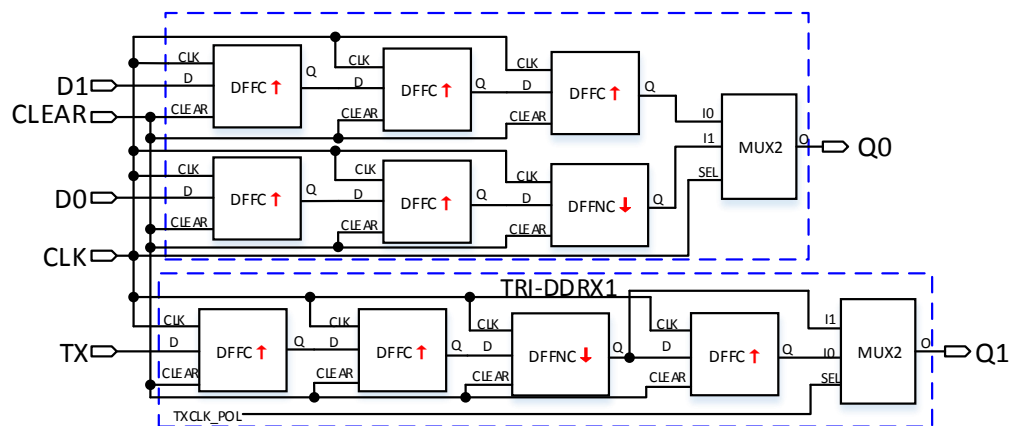 CLK
CLK
CLK
D1
D
DFFC
Q
D
DFFC
Q
D
DFFC
Q
CLEAR
CLEAR
CLEAR
CLEAR
I0
I1
MUX2
O
Q0
SEL
CLK
CLK
CLK
D0
D
DFFC
Q
D
DFFC
Q
D
DFFNC
Q
CLEAR
CLEAR
CLEAR
CLK
TRI-DDRX1
CLK
CLK
CLK
CLK
I1
TX
D
DFFC
Q
D
DFFC
Q
D
DFFNC
Q
D
DFFC
Q
I0
MUX2
O
Q1
CLEAR
CLEAR
CLEAR
CLEAR
SEL
TXCLK_POL